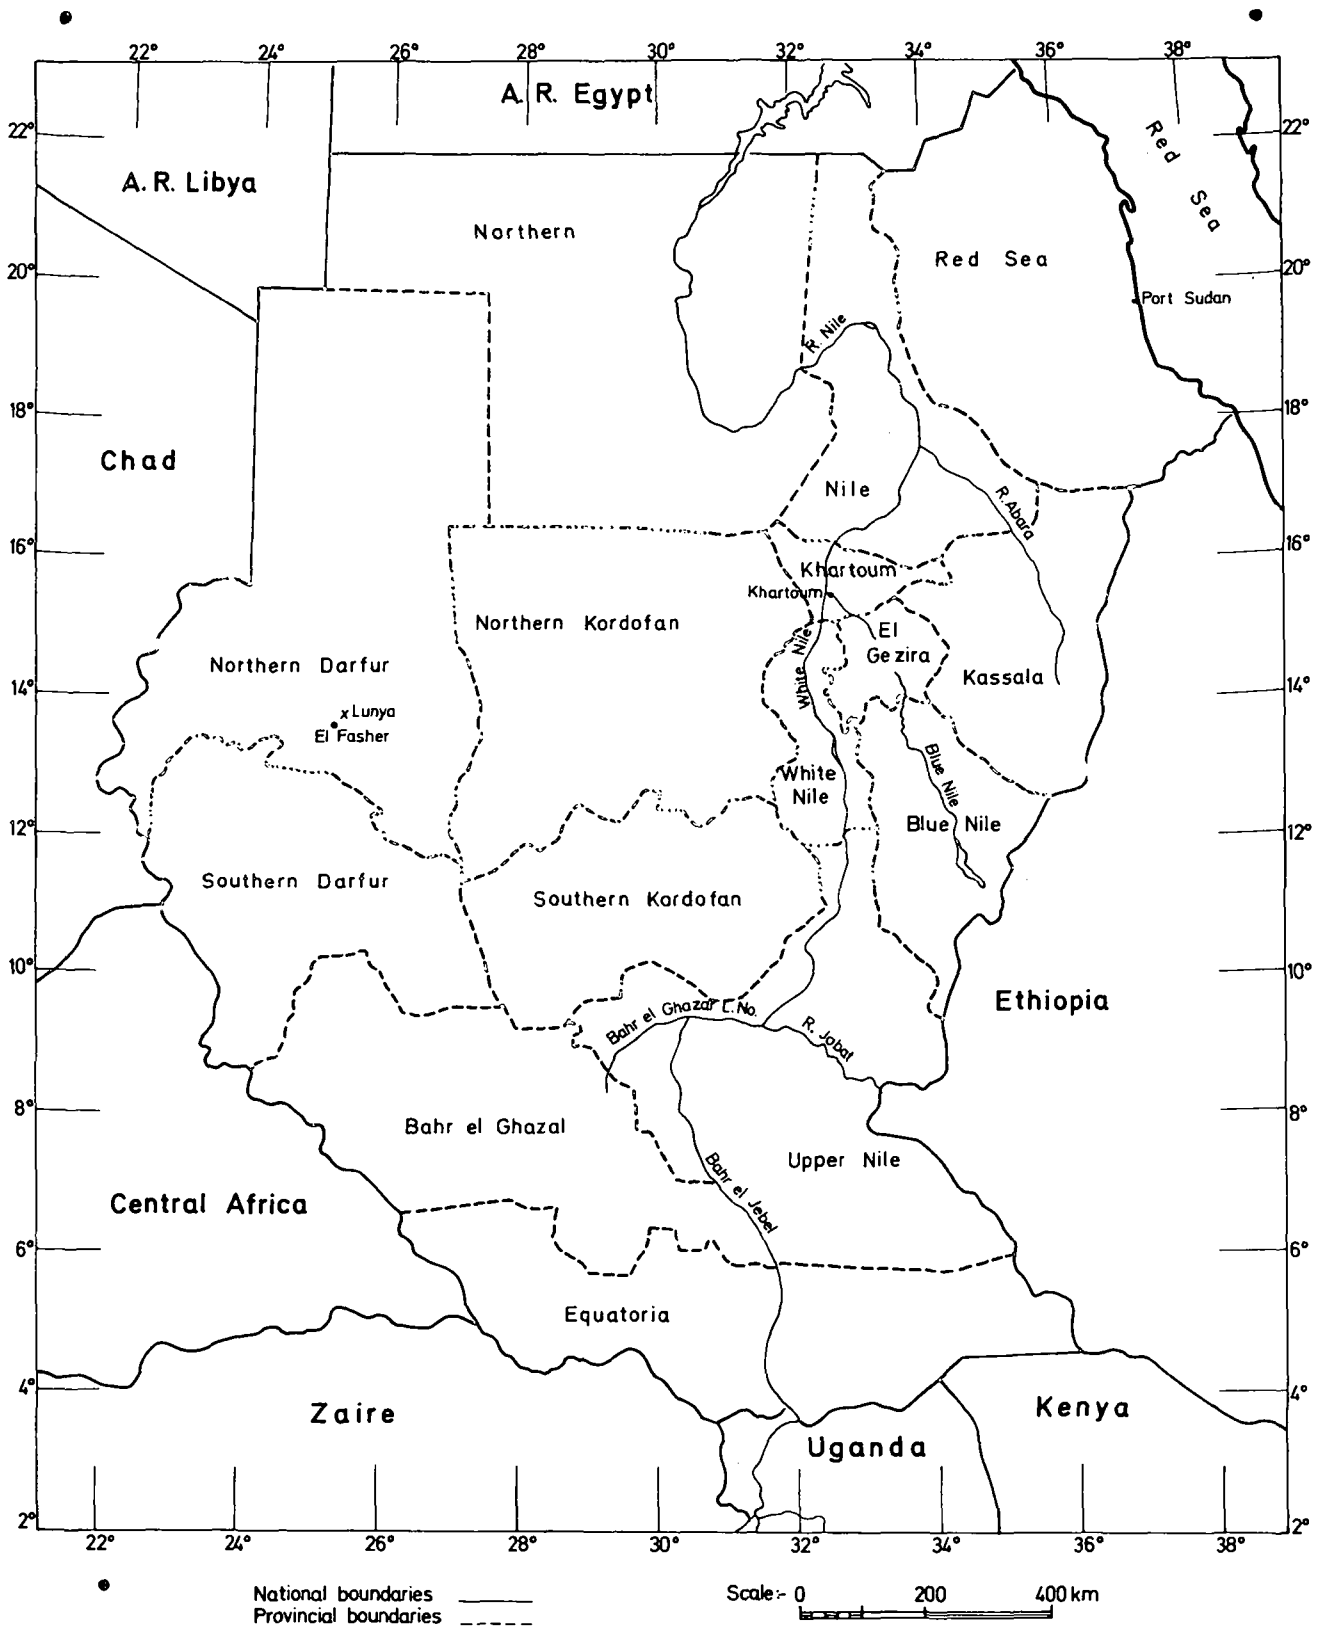 22° 24° 26° 28° 30° 32° 34° 36° 38°
A. R. Egypt
22° 22°
Red Sea
A. R. Libya
Northern
Red Sea
20° 20°
Port Sudan
R. Nile
18° 18°
Chad
Nile
R. Abara
16° 16°
Khartoum
Khartoum
Northern Kordofan
El
Gezira
White Nile
Northern Darfur
Kassala
14° 14°
x Lunya
El Fasher
Blue Nile
White
Nile
Blue Nile
12° 12°
Southern Darfur
Southern Kordofan
10° 10°
Ethiopia
Bahr el Ghazal L. No.
R. Jobat
8° 8°
Bahr el Ghazal
Upper Nile
Bahr el Jebel
Central Africa
6° 6°
Equatoria
4° 4°
Zaire
Kenya
Uganda
2° 2°
22° 24° 26° 28° 30° 32° 34° 36° 38°
National boundaries
Provincial boundaries
Scale:- 0 200 400 km